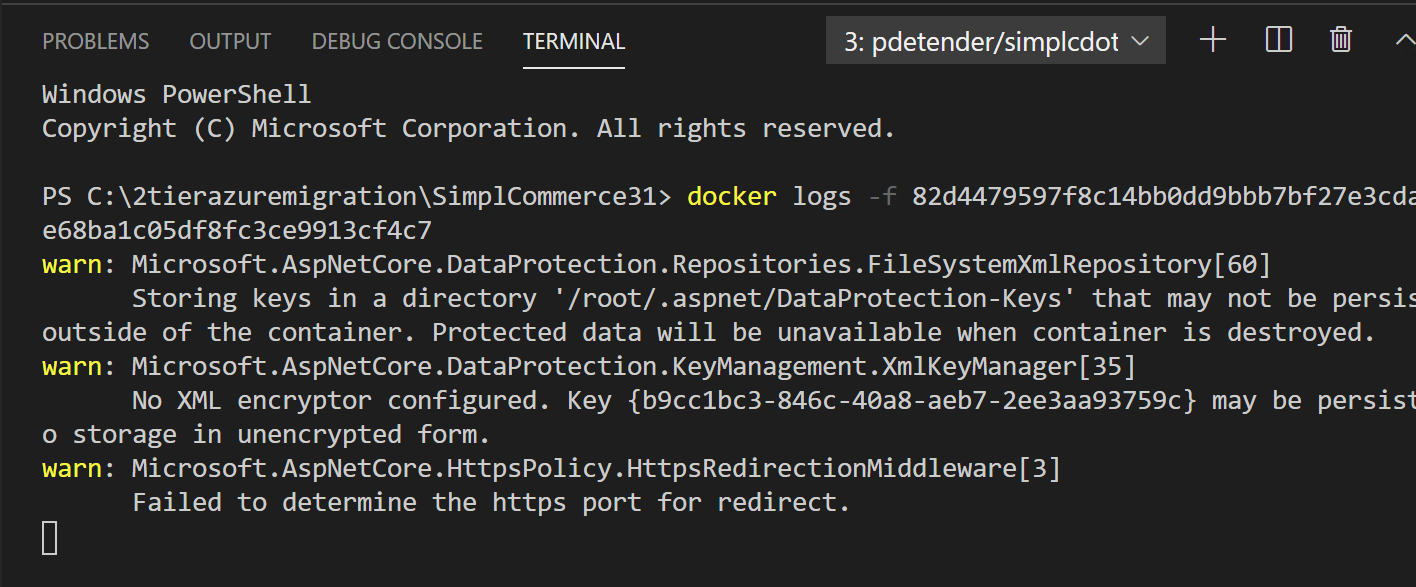 PROBLEMS OUTPUT DEBUG CONSOLE TERMINAL 3: pdetender/simplcdot
Windows PowerShell
Copyright (C) Microsoft Corporation. All rights reserved.
PS C:\2tierazuremigration\SimplCommerce31> docker logs -f 82d4479597f8c14bb0dd9bbb7bf27e3cda
e68ba1c05df8fc3ce9913cf4c7
warn: Microsoft.AspNetCore.DataProtection.Repositories.FileSystemXmlRepository[60]
Storing keys in a directory '/root/.aspnet/DataProtection-Keys' that may not be persis
outside of the container. Protected data will be unavailable when container is destroyed.
warn: Microsoft.AspNetCore.DataProtection.KeyManagement.XmlKeyManager[35]
No XML encryptor configured. Key {b9cc1bc3-846c-40a8-aeb7-2ee3aa93759c} may be persist
o storage in unencrypted form.
warn: Microsoft.AspNetCore.HttpsPolicy.HttpsRedirectionMiddleware[3]
Failed to determine the https port for redirect.